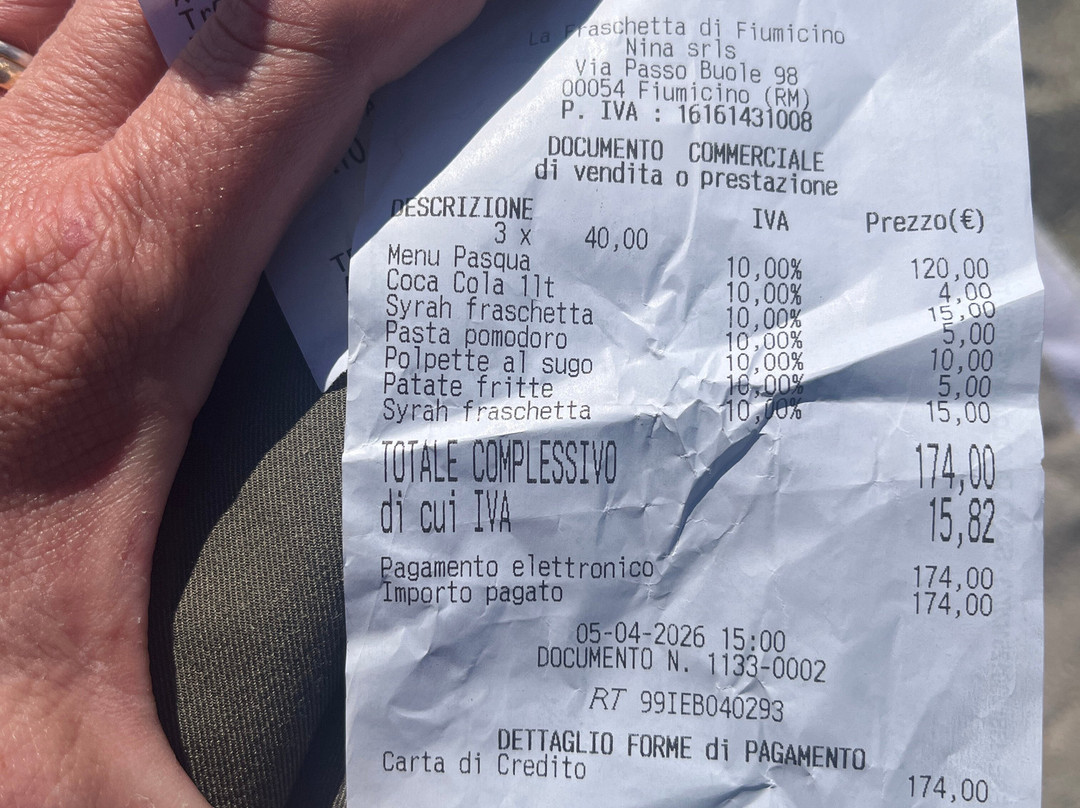 La Fraschetta di Fiumicino
Nina srls
Via Passo Buole 98
00054 Fiumicino (RM)
P. IVA : 16161431008
DOCUMENTO COMMERCIALE
di vendita o prestazione
DESCRIZIONE IVA Prezzo(€)
3 x 40,00
Menu Pasqua 10,00% 120,00
Coca Cola 1lt 10,00% 4,00
Syrah fraschetta 10,00% 15,00
Pasta pomodoro 10,00% 5,00
Polpette al sugo 10,00% 10,00
Patate fritte 10,00% 5,00
Syrah fraschetta 10,00% 15,00
TOTALE COMPLESSIVO 174,00
di cui IVA 15,82
Pagamento elettronico 174,00
Importo pagato 174,00
05-04-2026 15:00
DOCUMENTO N. 1133-0002
RT 99IEB040293
DETTAGLIO FORME di PAGAMENTO
Carta di Credito 174,00